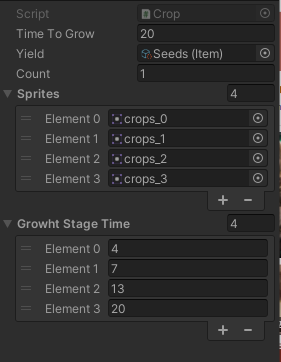 Script Crop
Time To Grow 20
Yield Seeds (Item)
Count 1
Sprites 4
Element 0 crops_0
Element 1 crops_1
Element 2 crops_2
Element 3 crops_3
+ −
Growht Stage Time 4
Element 0 4
Element 1 7
Element 2 13
Element 3 20
+ −